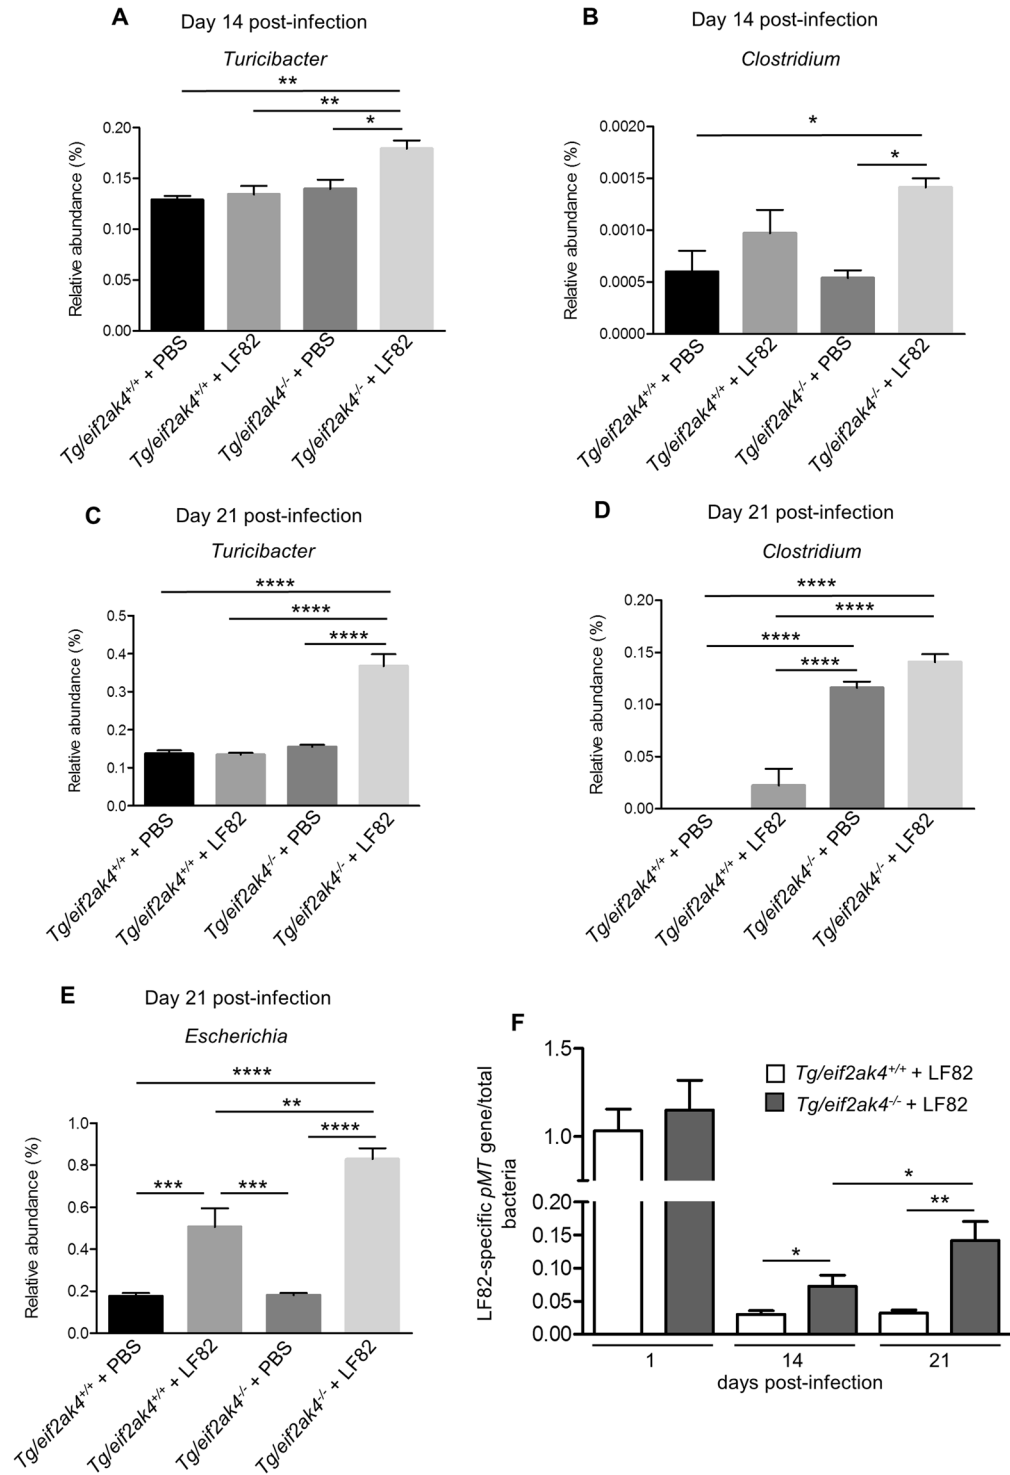 A
Day 14 post-infection
Turicibacter
**
**
*
0.20
0.15
0.10
0.05
0.00
Relative abundance (%)
Tg/eif2ak4+/+ + PBS
Tg/eif2ak4+/+ + LF82
Tg/eif2ak4-/- + PBS
Tg/eif2ak4-/- + LF82
B
Day 14 post-infection
Clostridium
*
*
0.0020
0.0015
0.0010
0.0005
0.0000
Relative abundance (%)
Tg/eif2ak4+/+ + PBS
Tg/eif2ak4+/+ + LF82
Tg/eif2ak4-/- + PBS
Tg/eif2ak4-/- + LF82
C
Day 21 post-infection
Turicibacter
****
****
****
0.5
0.4
0.3
0.2
0.1
0.0
Relative abundance (%)
Tg/eif2ak4+/+ + PBS
Tg/eif2ak4+/+ + LF82
Tg/eif2ak4-/- + PBS
Tg/eif2ak4-/- + LF82
D
Day 21 post-infection
Clostridium
****
****
****
****
0.20
0.15
0.10
0.05
0.00
Relative abundance (%)
Tg/eif2ak4+/+ + PBS
Tg/eif2ak4+/+ + LF82
Tg/eif2ak4-/- + PBS
Tg/eif2ak4-/- + LF82
E
Day 21 post-infection
Escherichia
****
**
****
*** ***
1.0
0.8
0.6
0.4
0.2
0.0
Relative abundance (%)
Tg/eif2ak4+/+ + PBS
Tg/eif2ak4+/+ + LF82
Tg/eif2ak4-/- + PBS
Tg/eif2ak4-/- + LF82
F
1.5
1.0
0.20
0.15
0.10
0.05
0.00
LF82-specific pMT gene/total
bacteria
Tg/eif2ak4+/+ + LF82
Tg/eif2ak4-/- + LF82
*
**
*
1 14 21
days post-infection